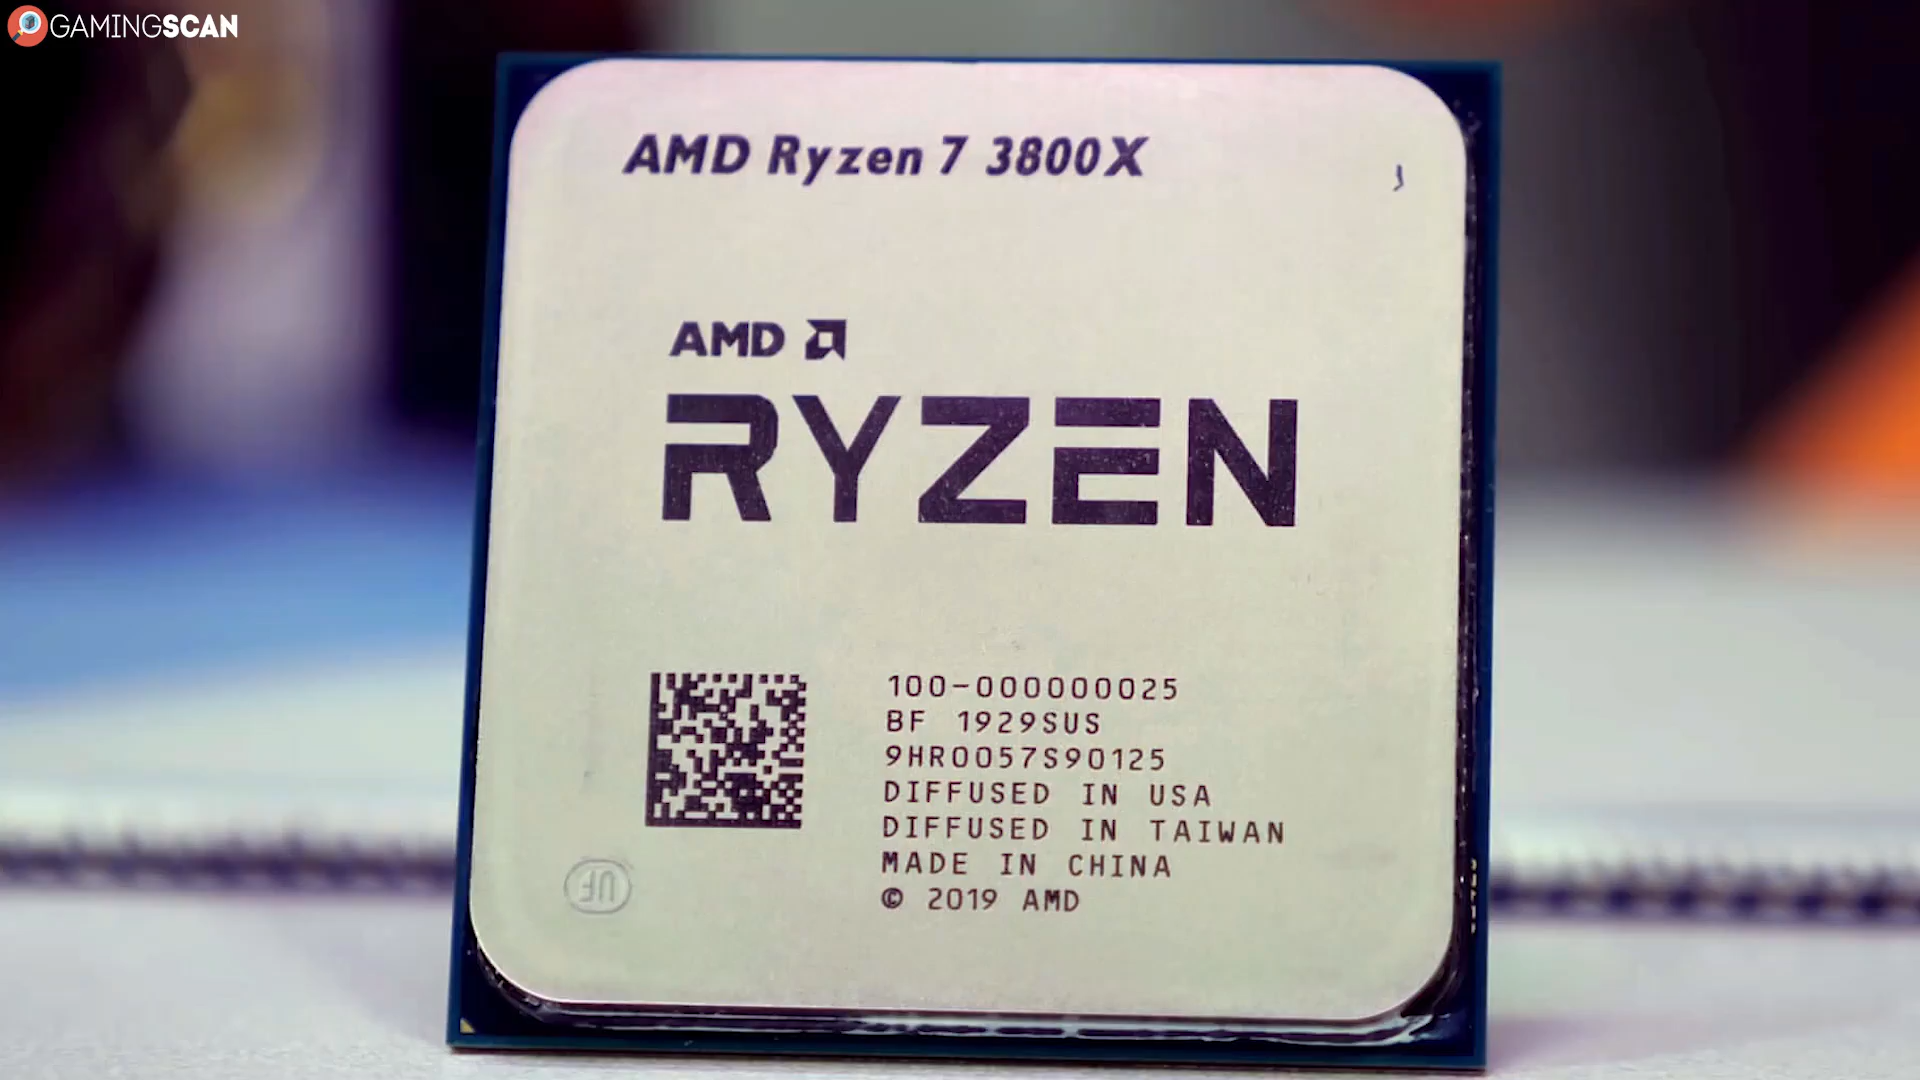 GAMINGSCAN
AMD Ryzen 7 3800X
AMD
RYZEN
100-000000025
BF 1929SUS
9HR0057S90125
DIFFUSED IN USA
DIFFUSED IN TAIWAN
MADE IN CHINA
© 2019 AMD